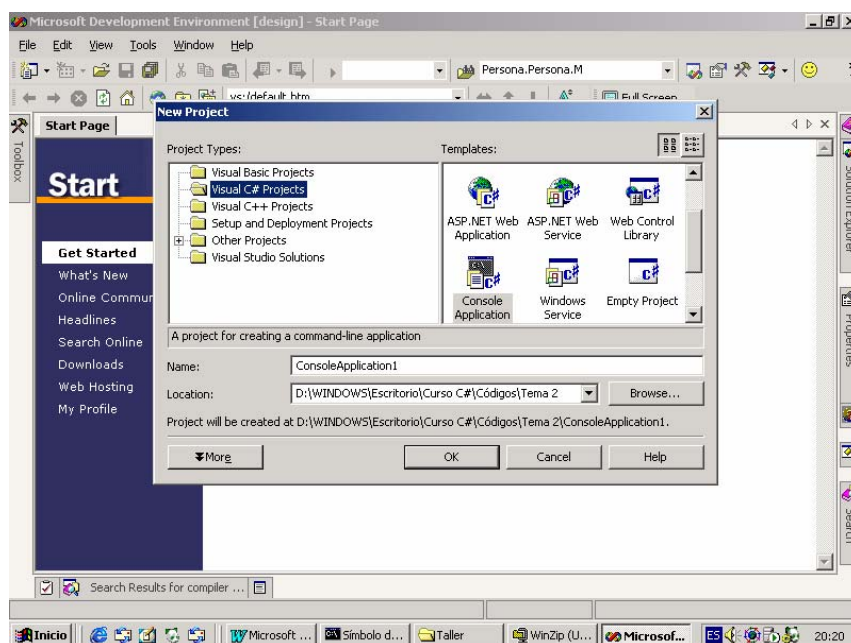 Microsoft Development Environment [design] - Start Page
File Edit View Tools Window Help
Persona.Persona.M
vs:/default.htm Full Screen
Start Page
Toolbox
Start
Get Started
What's New
Online Commur
Headlines
Search Online
Downloads
Web Hosting
My Profile
New Project
Project Types:
Visual Basic Projects
Visual C# Projects
Visual C++ Projects
Setup and Deployment Projects
Other Projects
Visual Studio Solutions
Templates:
ASP.NET Web Application
ASP.NET Web Service
Web Control Library
Console Application
Windows Service
Empty Project
A project for creating a command-line application
Name: ConsoleApplication1
Location: D:\WINDOWS\Escritorio\Curso C#\Códigos\Tema 2 Browse...
Project will be created at D:\WINDOWS\Escritorio\Curso C#\Códigos\Tema 2\ConsoleApplication1.
More OK Cancel Help
Solution Explorer
Properties
Search
Search Results for compiler ...
Inicio Microsoft ... Símbolo d... Taller WinZip (U... Microsof... ES 20:20